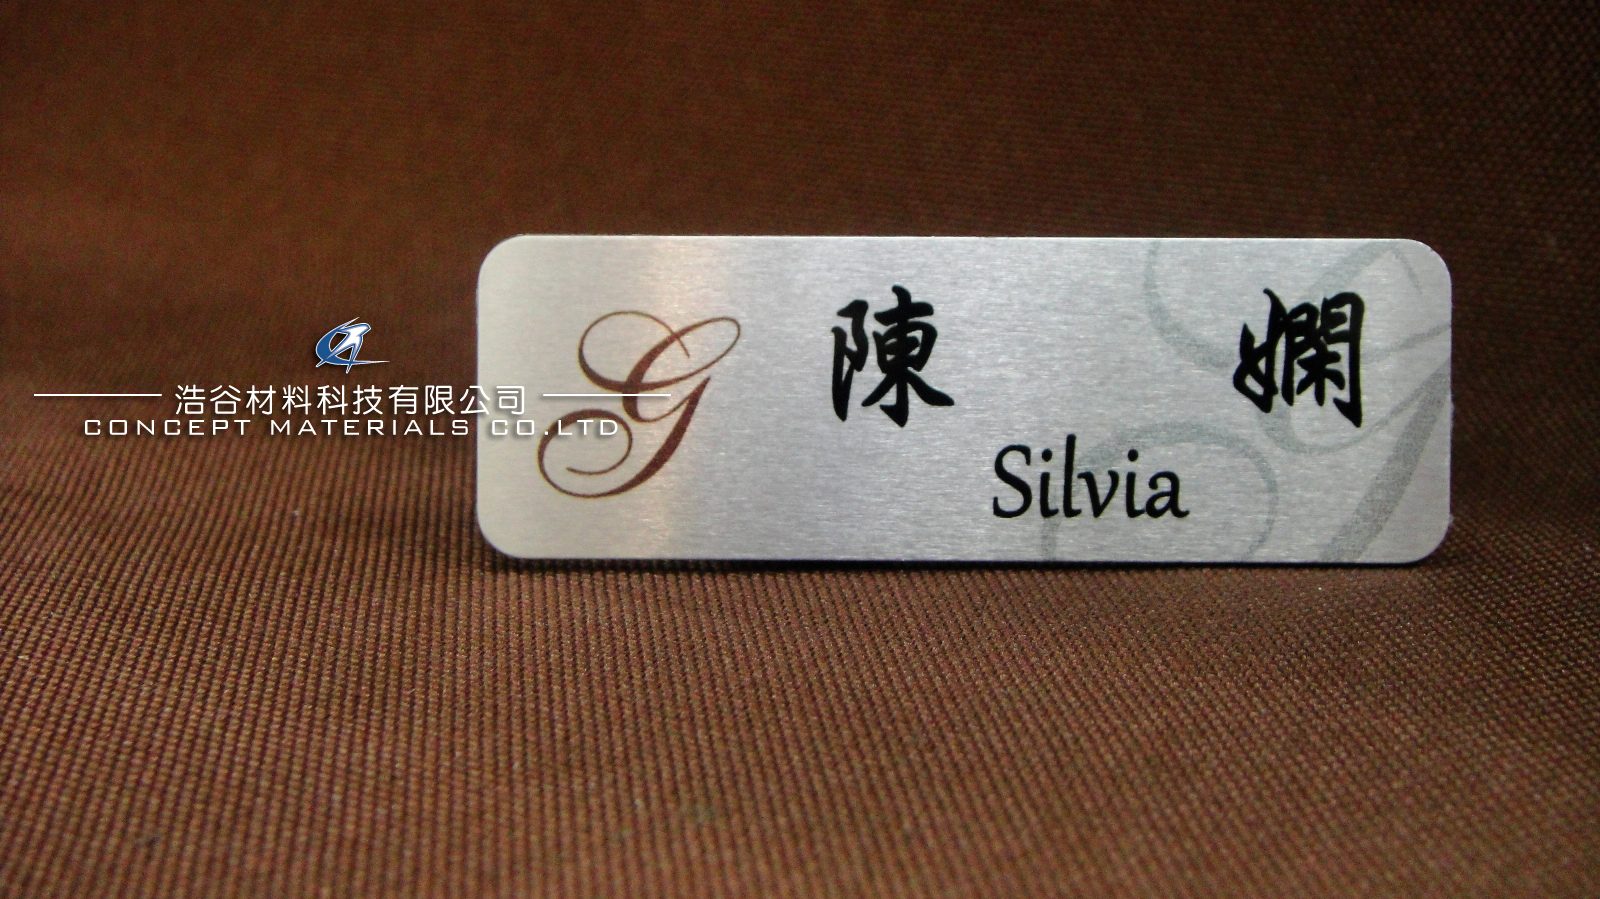 浩谷材料科技有限公司
CONCEPT MATERIALS CO.LTD
G
陳 嫻
Silvia